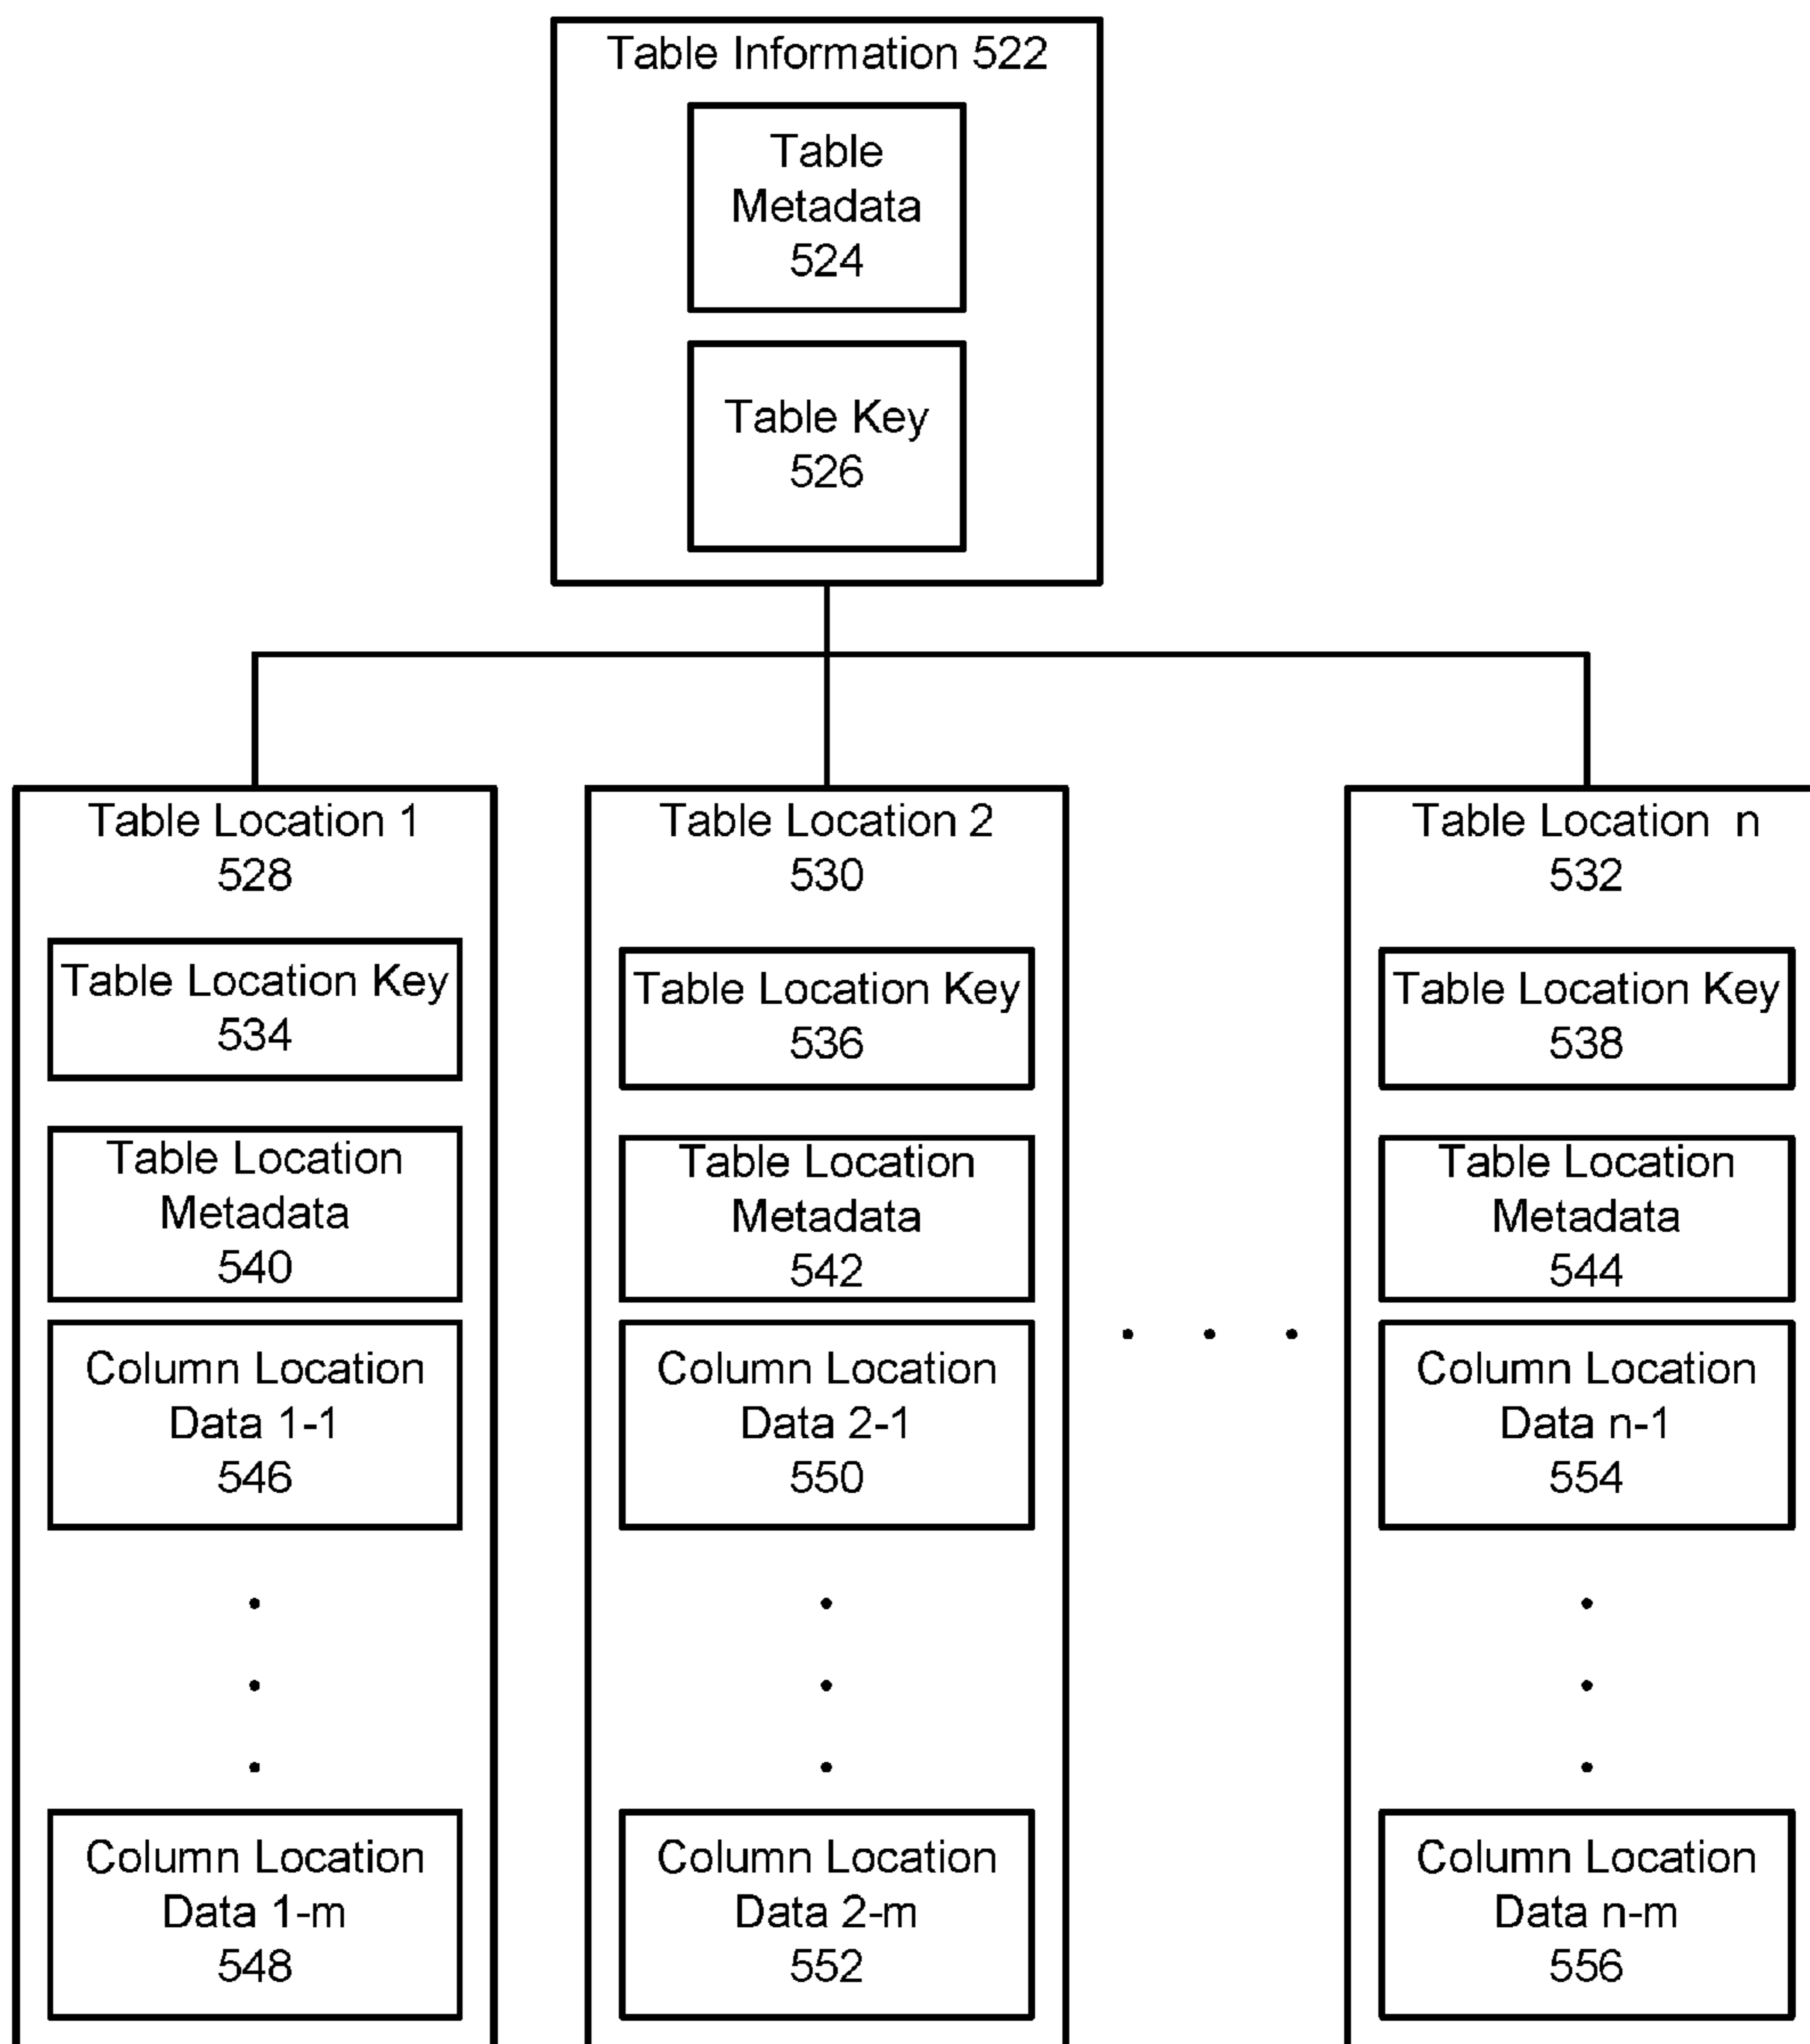 Table Information 522
Table
Metadata
524
Table Key
526
Table Location 1
528
Table Location Key
534
Table Location
Metadata
540
Column Location
Data 1-1
546
Column Location
Data 1-m
548
Table Location 2
530
Table Location Key
536
Table Location
Metadata
542
Column Location
Data 2-1
550
Column Location
Data 2-m
552
Table Location n
532
Table Location Key
538
Table Location
Metadata
544
Column Location
Data n-1
554
Column Location
Data n-m
556